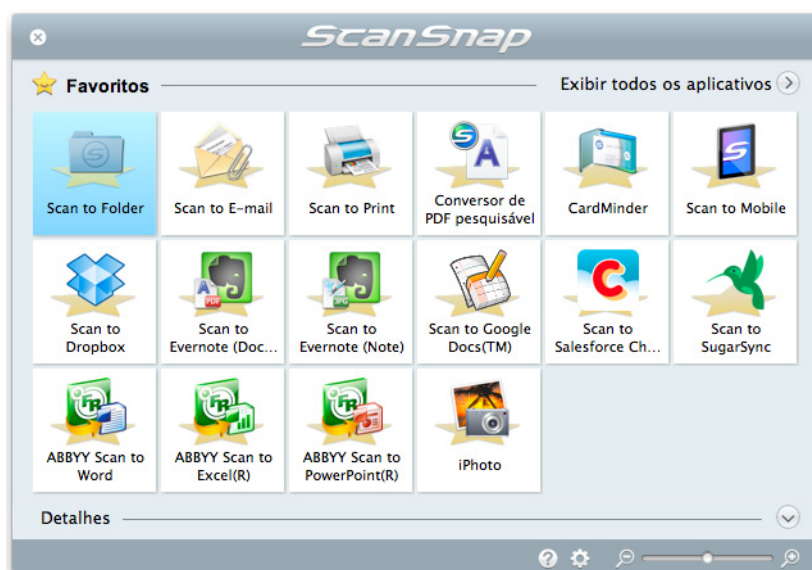 ScanSnap
Favoritos
Exibir todos os aplicativos
Scan to Folder
Scan to E-mail
Scan to Print
Conversor de
PDF pesquisável
CardMinder
Scan to Mobile
Scan to
Dropbox
Scan to
Evernote (Doc...
Scan to
Evernote (Note)
Scan to Google
Docs(TM)
Scan to
Salesforce Ch...
Scan to
SugarSync
ABBYY Scan to
Word
ABBYY Scan to
Excel(R)
ABBYY Scan to
PowerPoint(R)
iPhoto
Detalhes